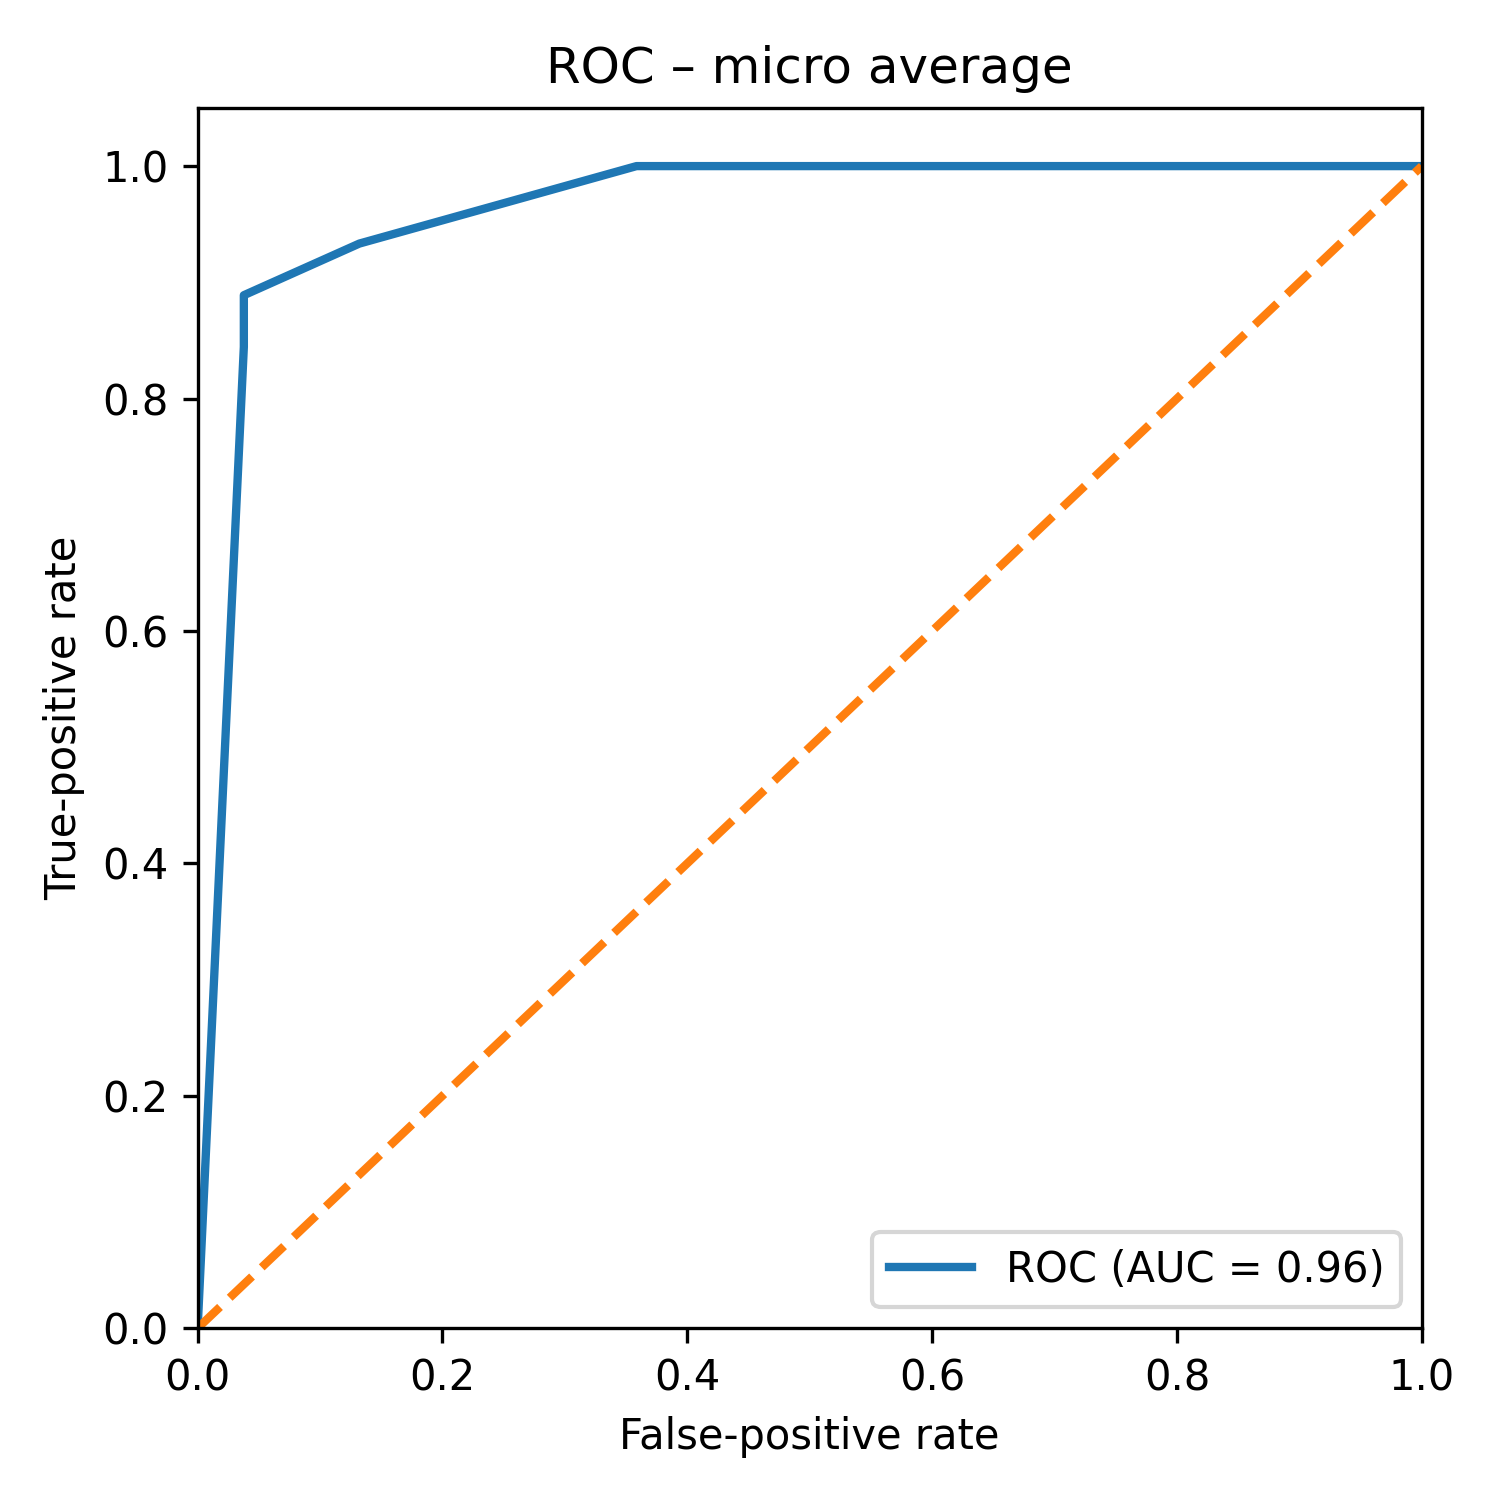 ROC – micro average
1.0
0.8
0.6
0.4
0.2
0.0
True-positive rate
0.0 0.2 0.4 0.6 0.8 1.0
False-positive rate
ROC (AUC = 0.96)